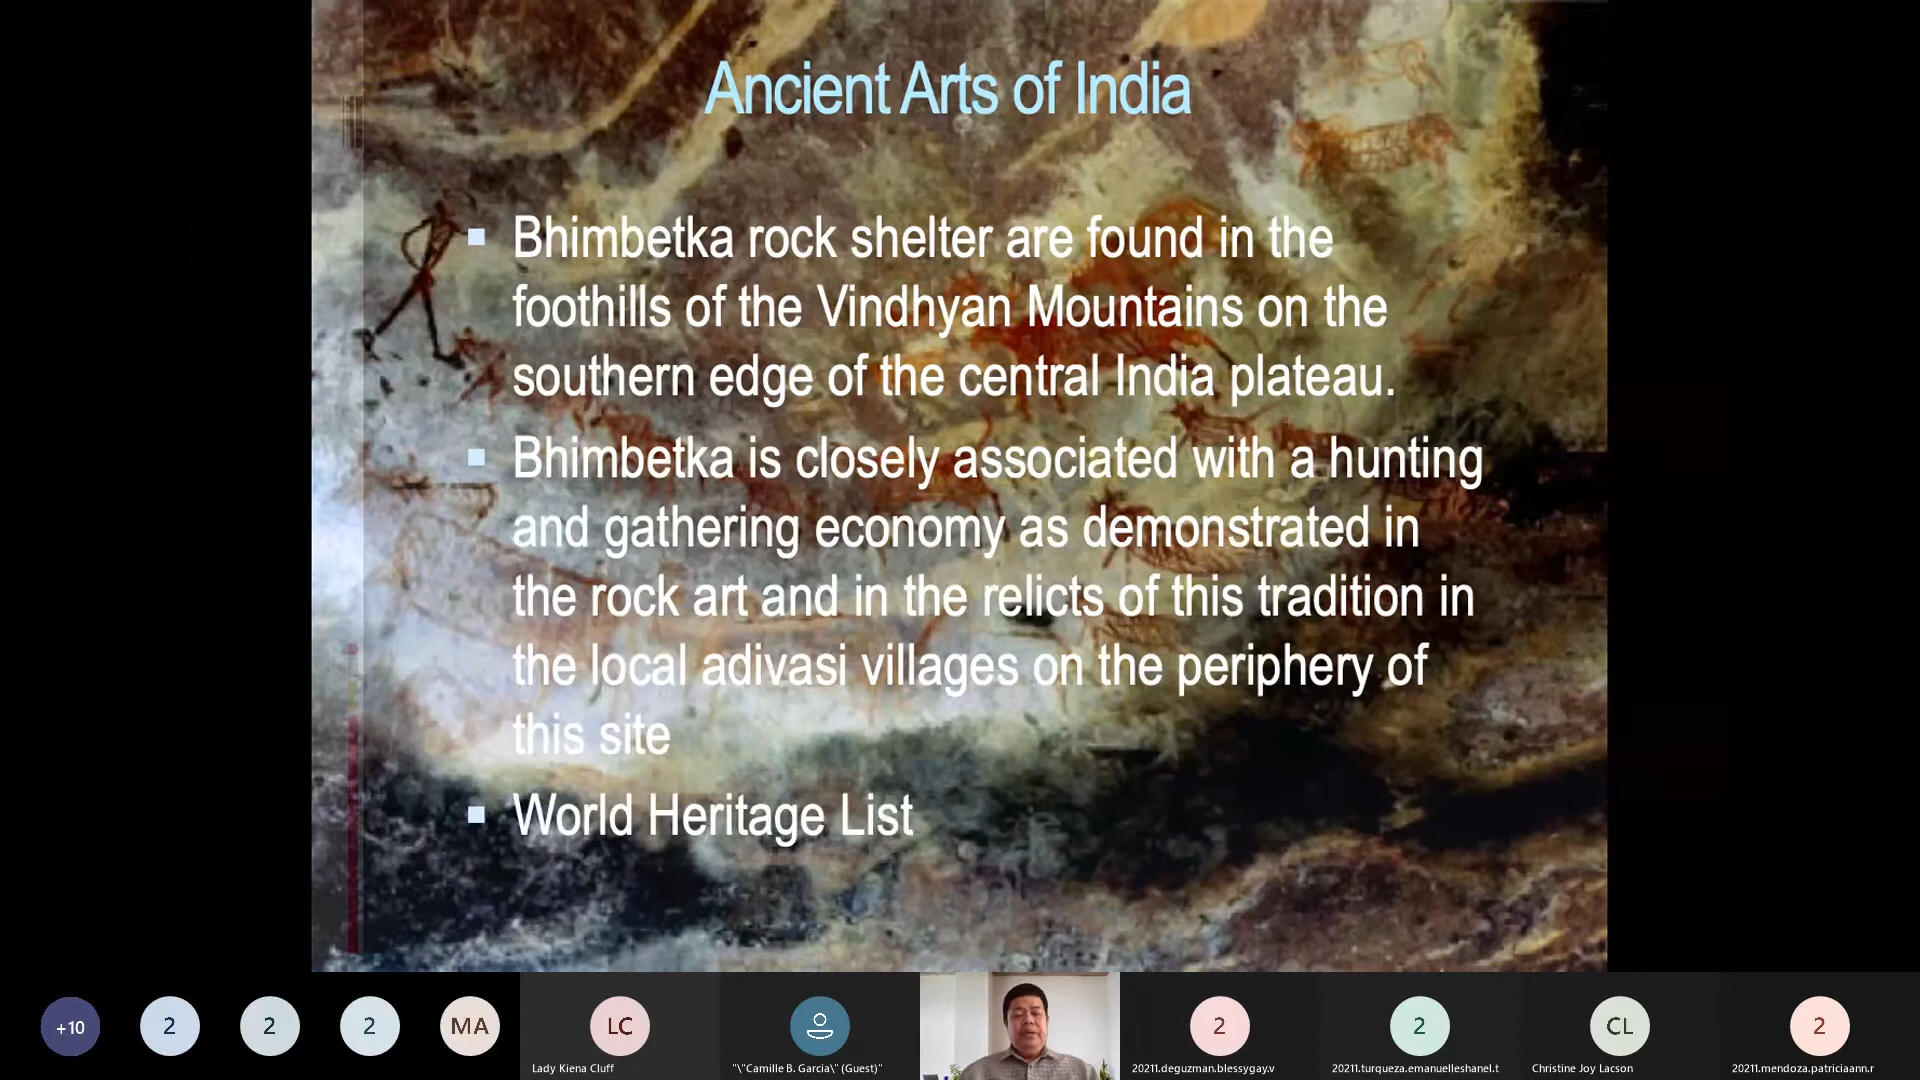 Ancient Arts of India
Bhimbetka rock shelter are found in the
foothills of the Vindhyan Mountains on the
southern edge of the central India plateau.
Bhimbetka is closely associated with a hunting
and gathering economy as demonstrated in
the rock art and in the relicts of this tradition in
the local adivasi villages on the periphery of
this site
World Heritage List
+10
2
2
2
MA
LC
2
2
CL
2
Lady Kiena Cluff
"\"Camille B. Garcia\" (Guest)"
20211.deguzman.blessygay.v
20211.turqueza.emanuelleshanel.t
Christine Joy Lacson
20211.mendoza.patriciaann.r